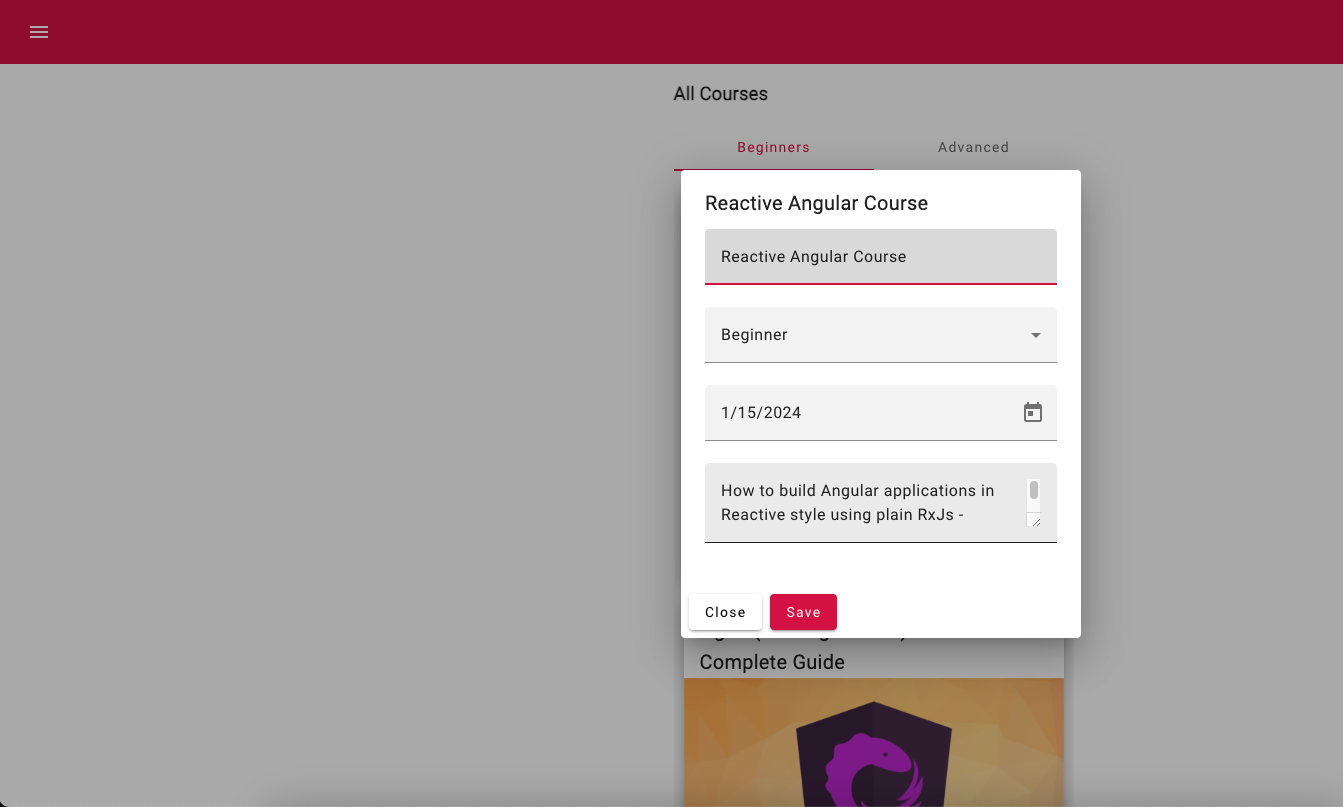 All Courses
Beginners
Advanced
Reactive Angular Course
Reactive Angular Course
Beginner
1/15/2024
How to build Angular applications in
Reactive style using plain RxJs -
Close
Save
Complete Guide